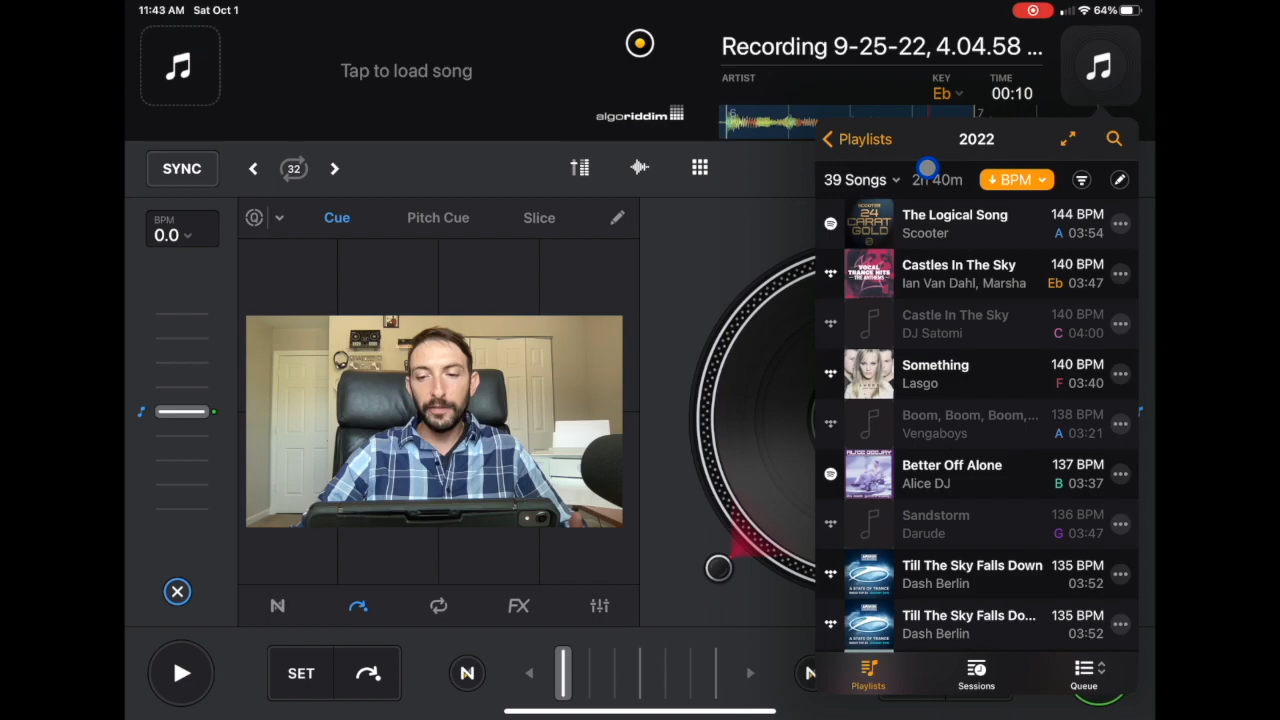 11:43 AM Sat Oct 1
64%
Tap to load song
algoriddim
Recording 9-25-22, 4.04.58 ...
ARTIST
KEY
TIME
Eb
00:10
6
7
SYNC
32
Playlists
2022
39 Songs
2h 40m
BPM
BPM
0.0
Cue
Pitch Cue
Slice
The Logical Song
144 BPM
Scooter
A 03:54
Castles In The Sky
140 BPM
Ian Van Dahl, Marsha
Eb 03:47
Castle In The Sky
140 BPM
DJ Satomi
C 04:00
Something
140 BPM
Lasgo
F 03:40
Boom, Boom, Boom,...
138 BPM
Vengaboys
A 03:21
Better Off Alone
137 BPM
Alice DJ
B 03:37
Sandstorm
136 BPM
Darude
G 03:47
Till The Sky Falls Down
135 BPM
Dash Berlin
03:52
Till The Sky Falls Do...
135 BPM
Dash Berlin
03:52
FX
SET
N
Playlists
Sessions
Queue